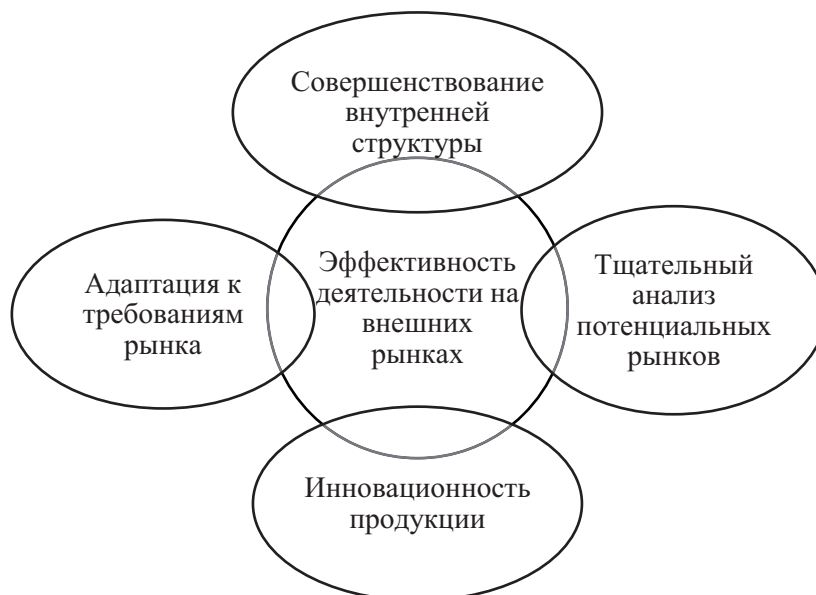 Совершенствование
внутренней
структуры
Адаптация к
требованиям
рынка
Эффективность
деятельности на
внешних
рынках
Тщательный
анализ
потенциальных
рынков
Инновационность
продукции